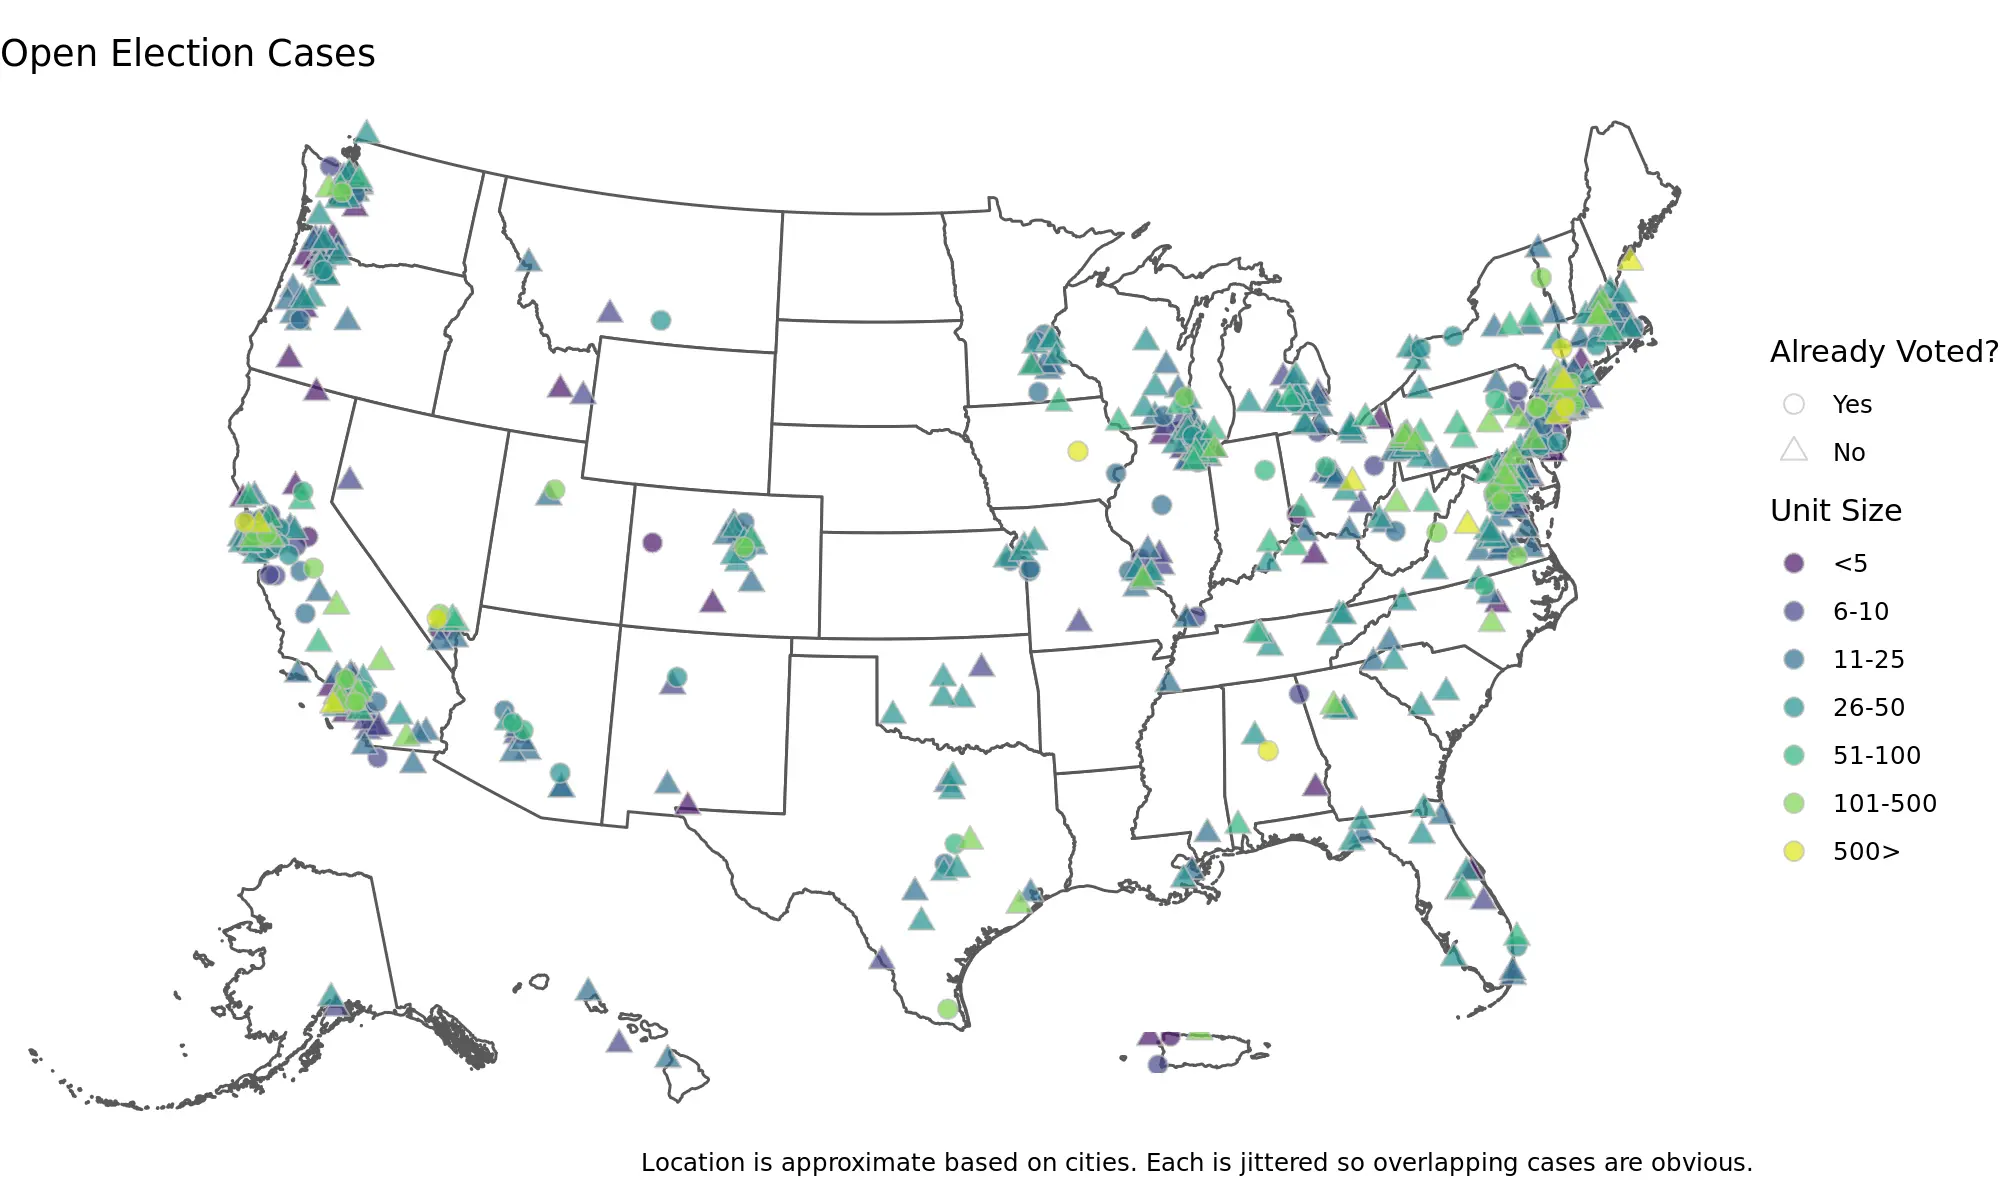 Open Election Cases
Already Voted?
Yes
No
Unit Size
<5
6-10
11-25
26-50
51-100
101-500
500>
Location is approximate based on cities. Each is jittered so overlapping cases are obvious.